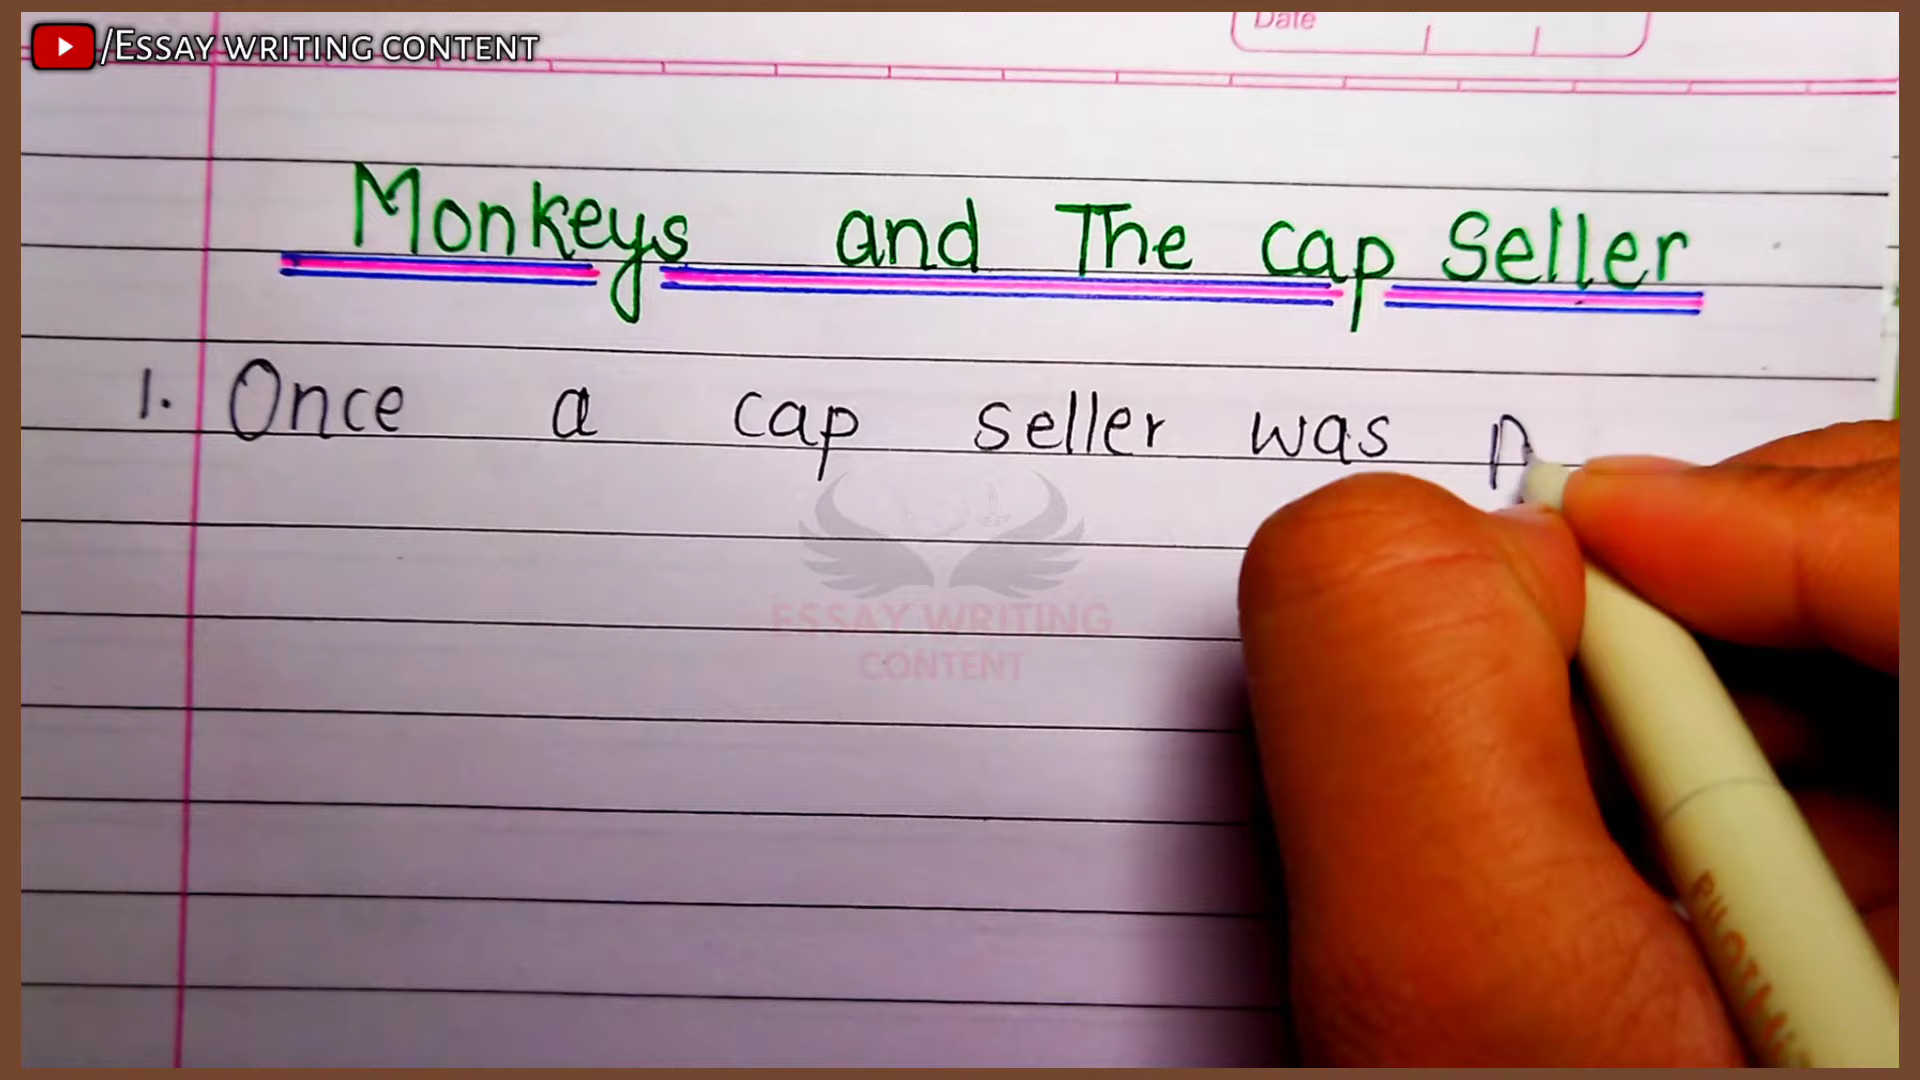 /ESSAY WRITING CONTENT
Date
Monkeys and The cap Seller
1. Once a cap seller was
ESSAY WRITING
CONTENT